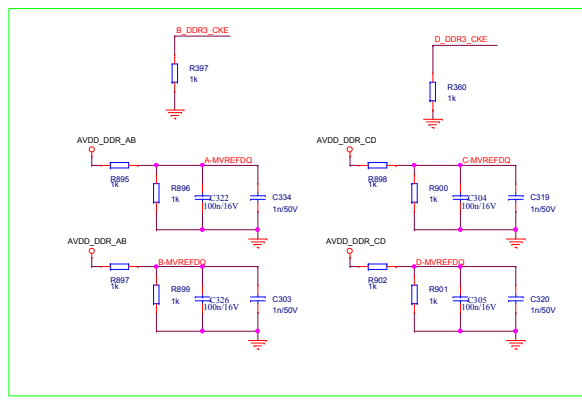 B_DDR3_CKE
R397
1k
D_DDR3_CKE
R360
1k
AVDD_DDR_AB
A-MVREFDQ
R895
1k
R896
1k
C322
100n/16V
C334
1n/50V
AVDD_DDR_CD
C-MVREFDQ
R898
1k
R900
1k
C304
100n/16V
C319
1n/50V
AVDD_DDR_AB
B-MVREFDQ
R897
1k
R899
1k
C326
100n/16V
C303
1n/50V
AVDD_DDR_CD
D-MVREFDQ
R902
1k
R901
1k
C305
100n/16V
C320
1n/50V